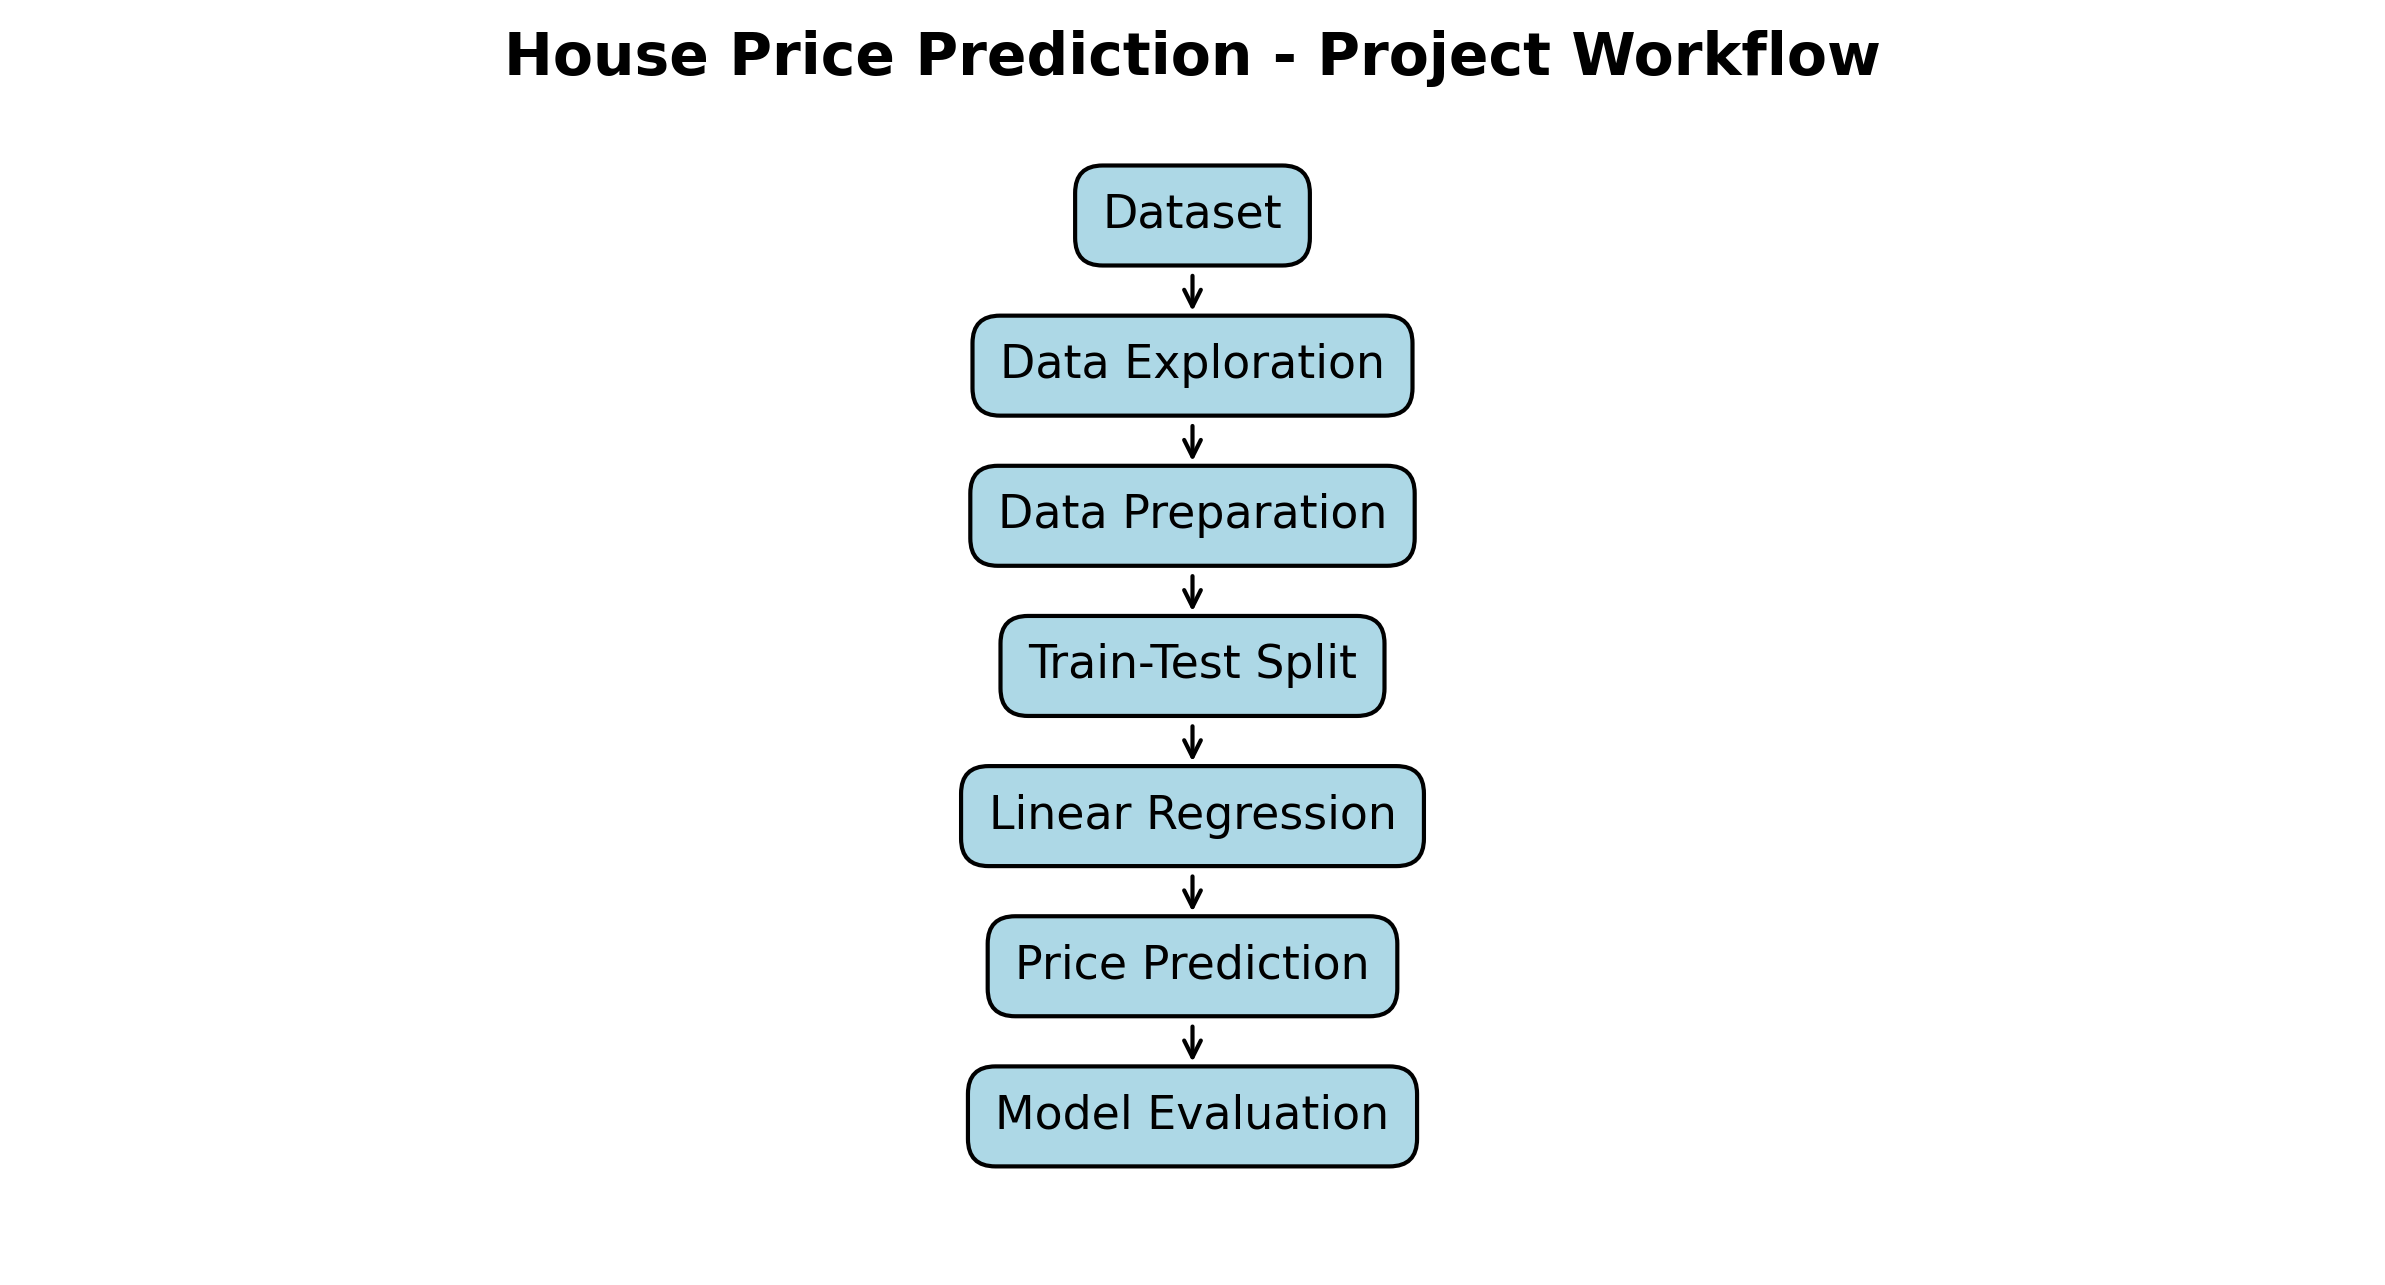 House Price Prediction - Project Workflow
Dataset
Data Exploration
Data Preparation
Train-Test Split
Linear Regression
Price Prediction
Model Evaluation